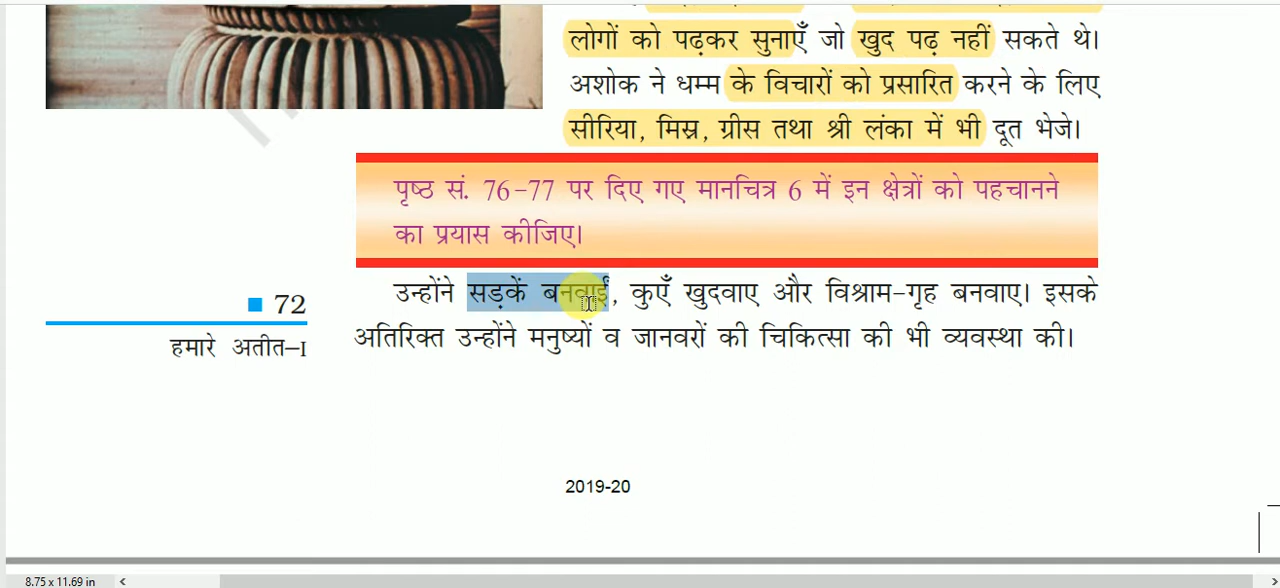 लोगों को पढ़कर सुनाएँ जो खुद पढ़ नहीं सकते थे।
अशोक ने धम्म के विचारों को प्रसारित करने के लिए
सीरिया, मिस्र, ग्रीस तथा श्री लंका में भी दूत भेजे।
पृष्ठ सं. 76-77 पर दिए गए मानचित्र 6 में इन क्षेत्रों को पहचानने
का प्रयास कीजिए।
उन्होंने सड़कें बनवाईं, कुएँ खुदवाए और विश्राम-गृह बनवाए। इसके
अतिरिक्त उन्होंने मनुष्यों व जानवरों की चिकित्सा की भी व्यवस्था की।
■ 72
हमारे अतीत-I
2019-20
8.75 x 11.69 in